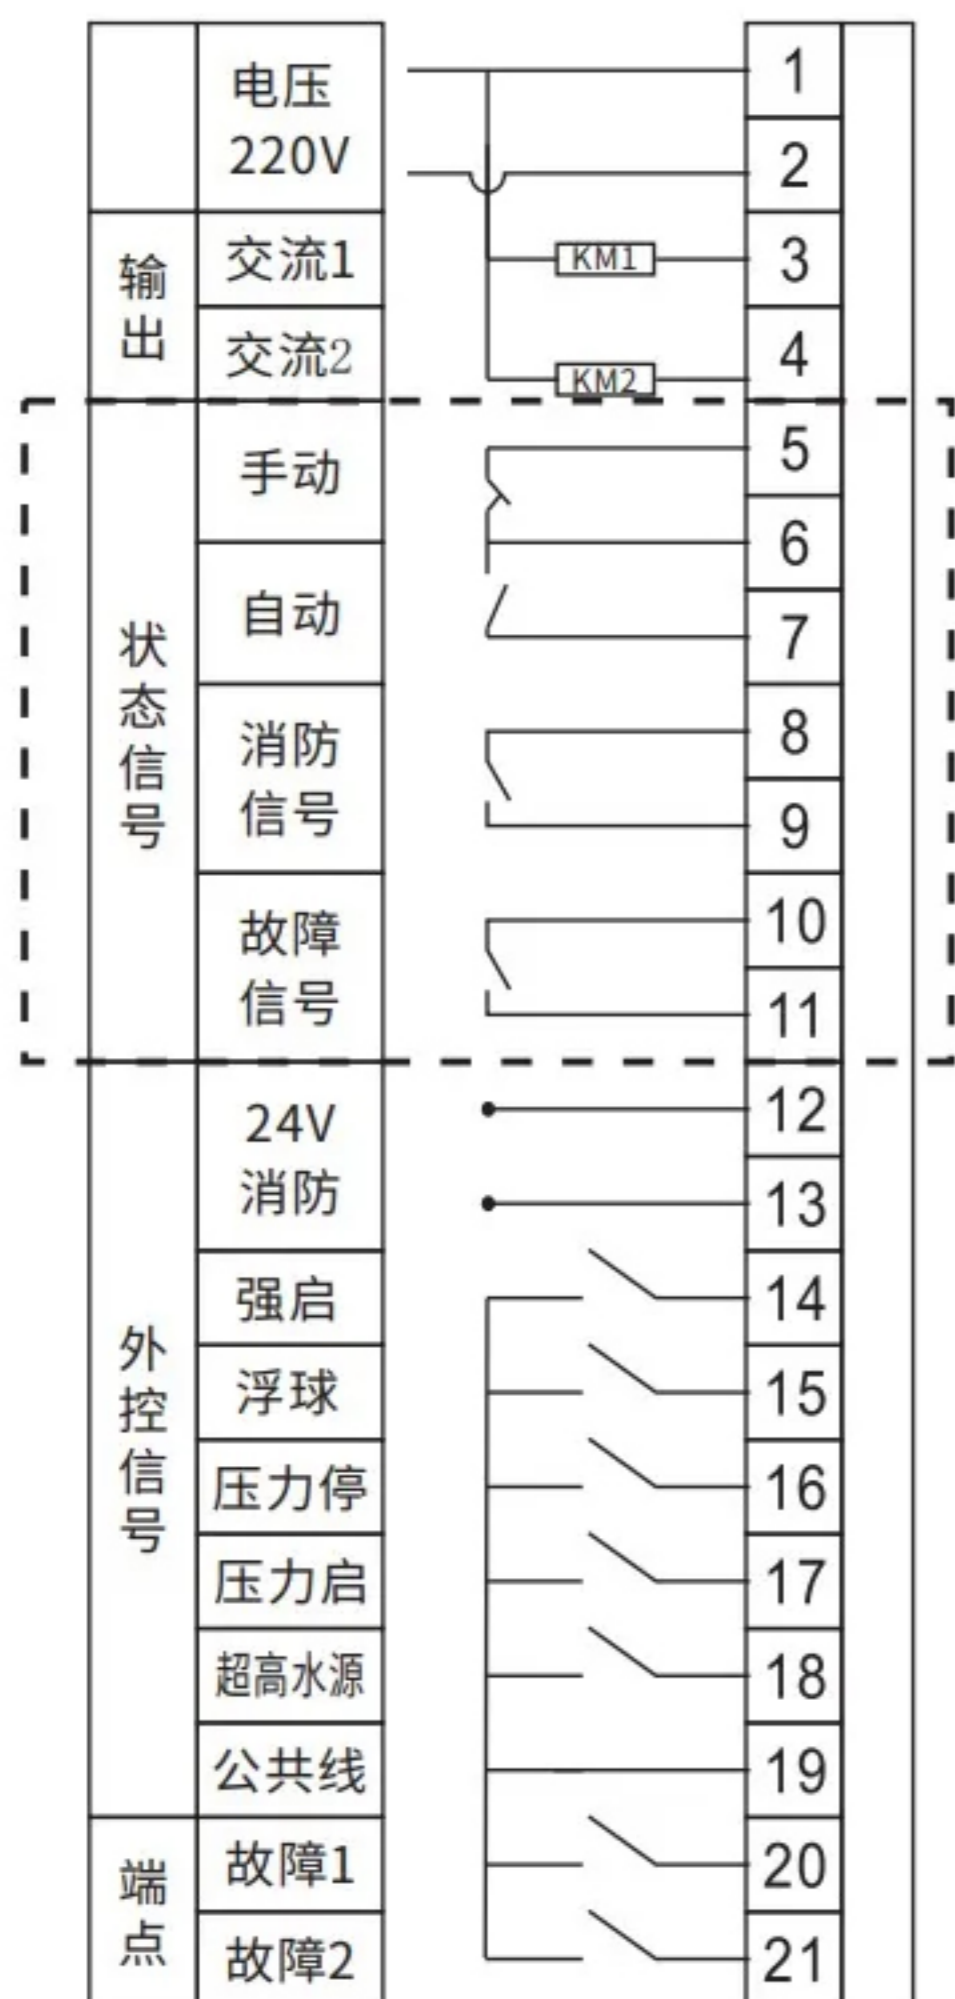 电压
220V
1
2
输出
交流1
KM1
3
交流2
KM2
4
状态信号
手动
5
6
自动
7
消防
信号
8
9
故障
信号
10
11
外控信号
24V
消防
12
13
强启
14
浮球
15
压力停
16
压力启
17
超高水源
18
公共线
19
端点
故障1
20
故障2
21